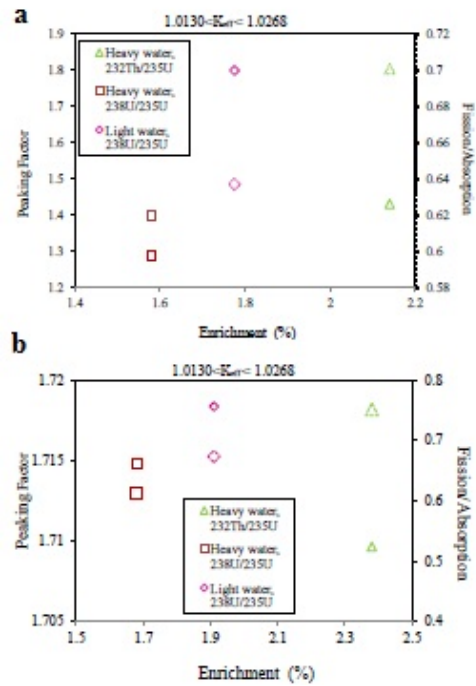 a
1.0130<Keff< 1.0268
1.9
1.8
1.7
1.6
1.5
1.4
1.3
1.2
Peaking Factor
Heavy water,
232Th/235U
Heavy water,
238U/235U
Light water,
238U/235U
0.72
0.7
0.68
0.66
0.64
0.62
0.6
0.58
Fission/Absorption
1.4
1.6
1.8
2
2.2
Enrichment (%)
b
1.0130<Keff< 1.0268
1.72
1.715
1.71
1.705
Peaking Factor
Heavy water,
232Th/235U
Heavy water,
238U/235U
Light water,
238U/235U
0.8
0.7
0.6
0.5
0.4
Fission/Absorption
1.5
1.7
1.9
2.1
2.3
2.5
Enrichment (%)